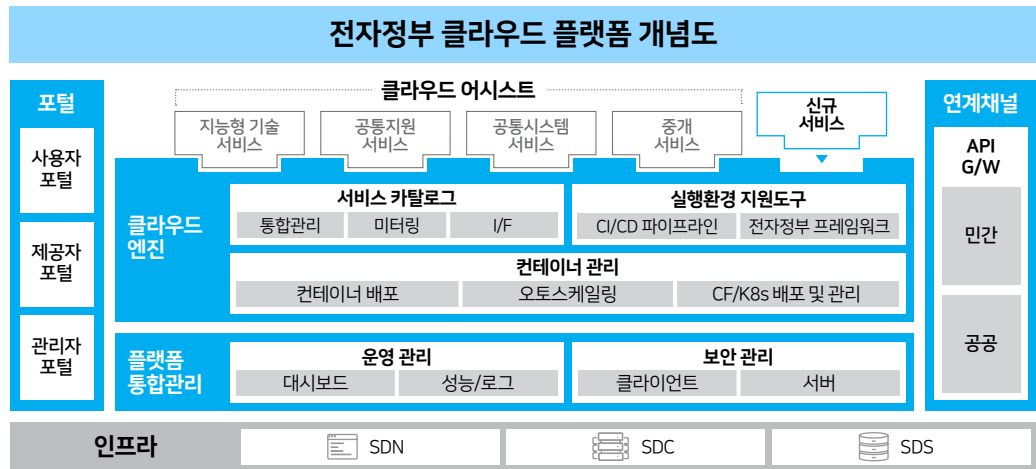 전자정부 클라우드 플랫폼 개념도
포털
사용자
포털
제공자
포털
관리자
포털
클라우드 어시스트
지능형 기술
서비스
공통지원
서비스
공통시스템
서비스
중개
서비스
신규
서비스
클라우드
엔진
서비스 카탈로그
통합관리
미터링
I/F
실행환경 지원도구
CI/CD 파이프라인
전자정부 프레임워크
컨테이너 관리
컨테이너 배포
오토스케일링
CF/K8s 배포 및 관리
플랫폼
통합관리
운영 관리
대시보드
성능/로그
보안 관리
클라이언트
서버
연계채널
API
G/W
민간
공공
인프라
SDN
SDC
SDS